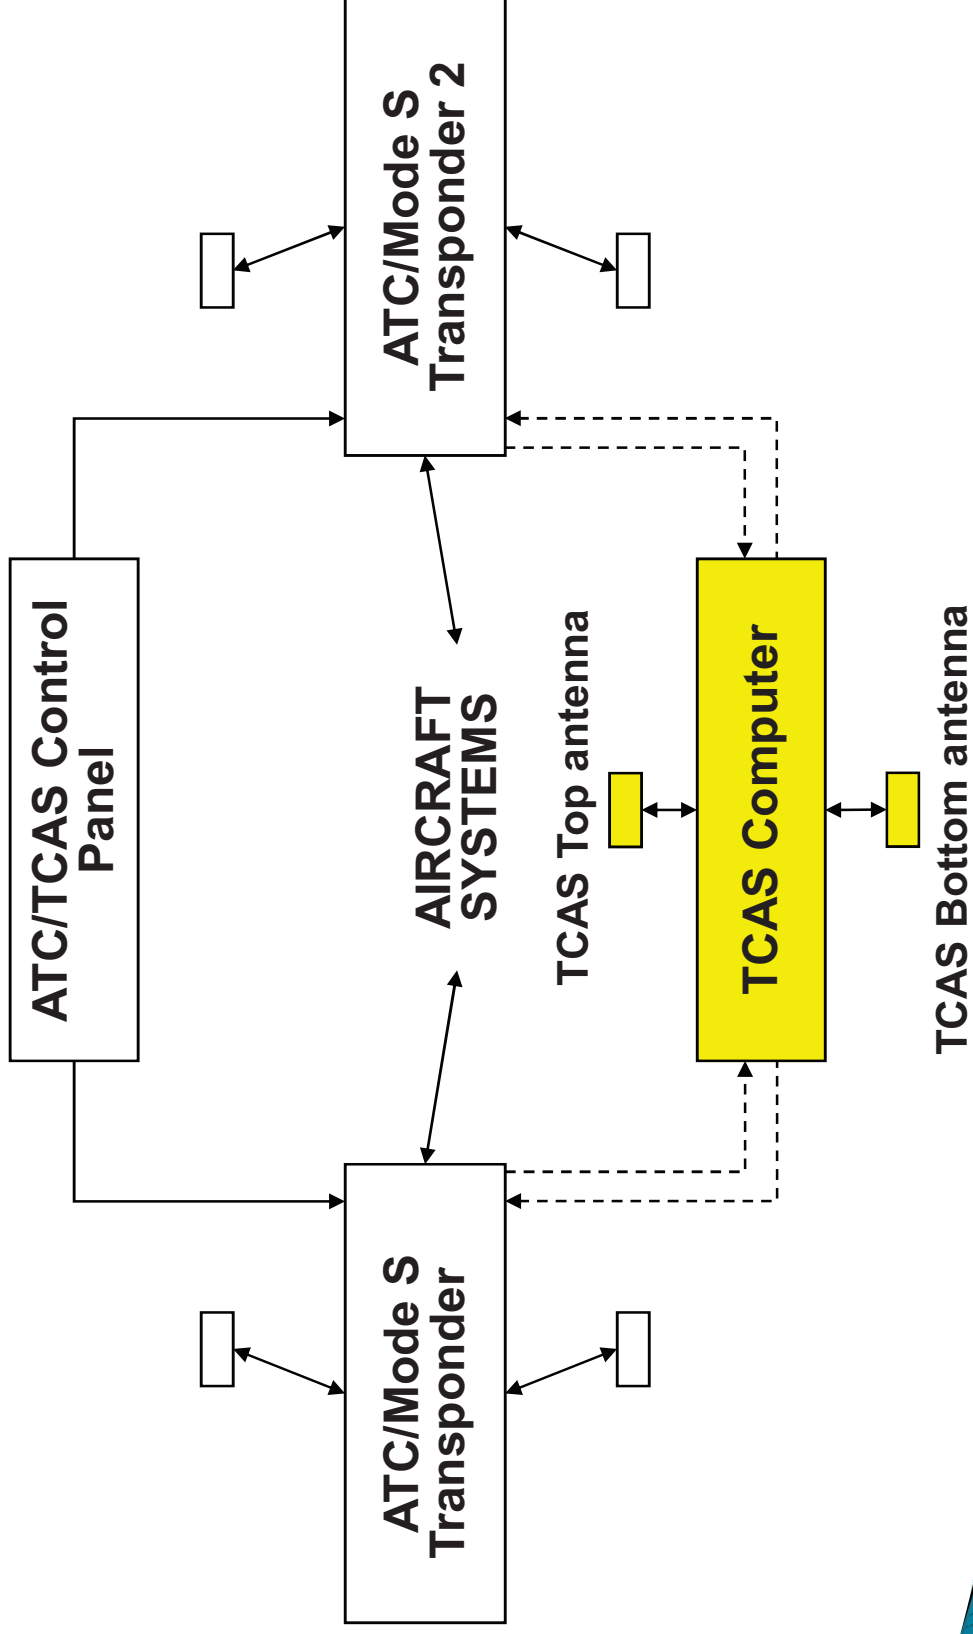 ATC/TCAS Control
Panel
ATC/Mode S
Transponder
AIRCRAFT
SYSTEMS
ATC/Mode S
Transponder 2
TCAS Top antenna
TCAS Computer
TCAS Bottom antenna